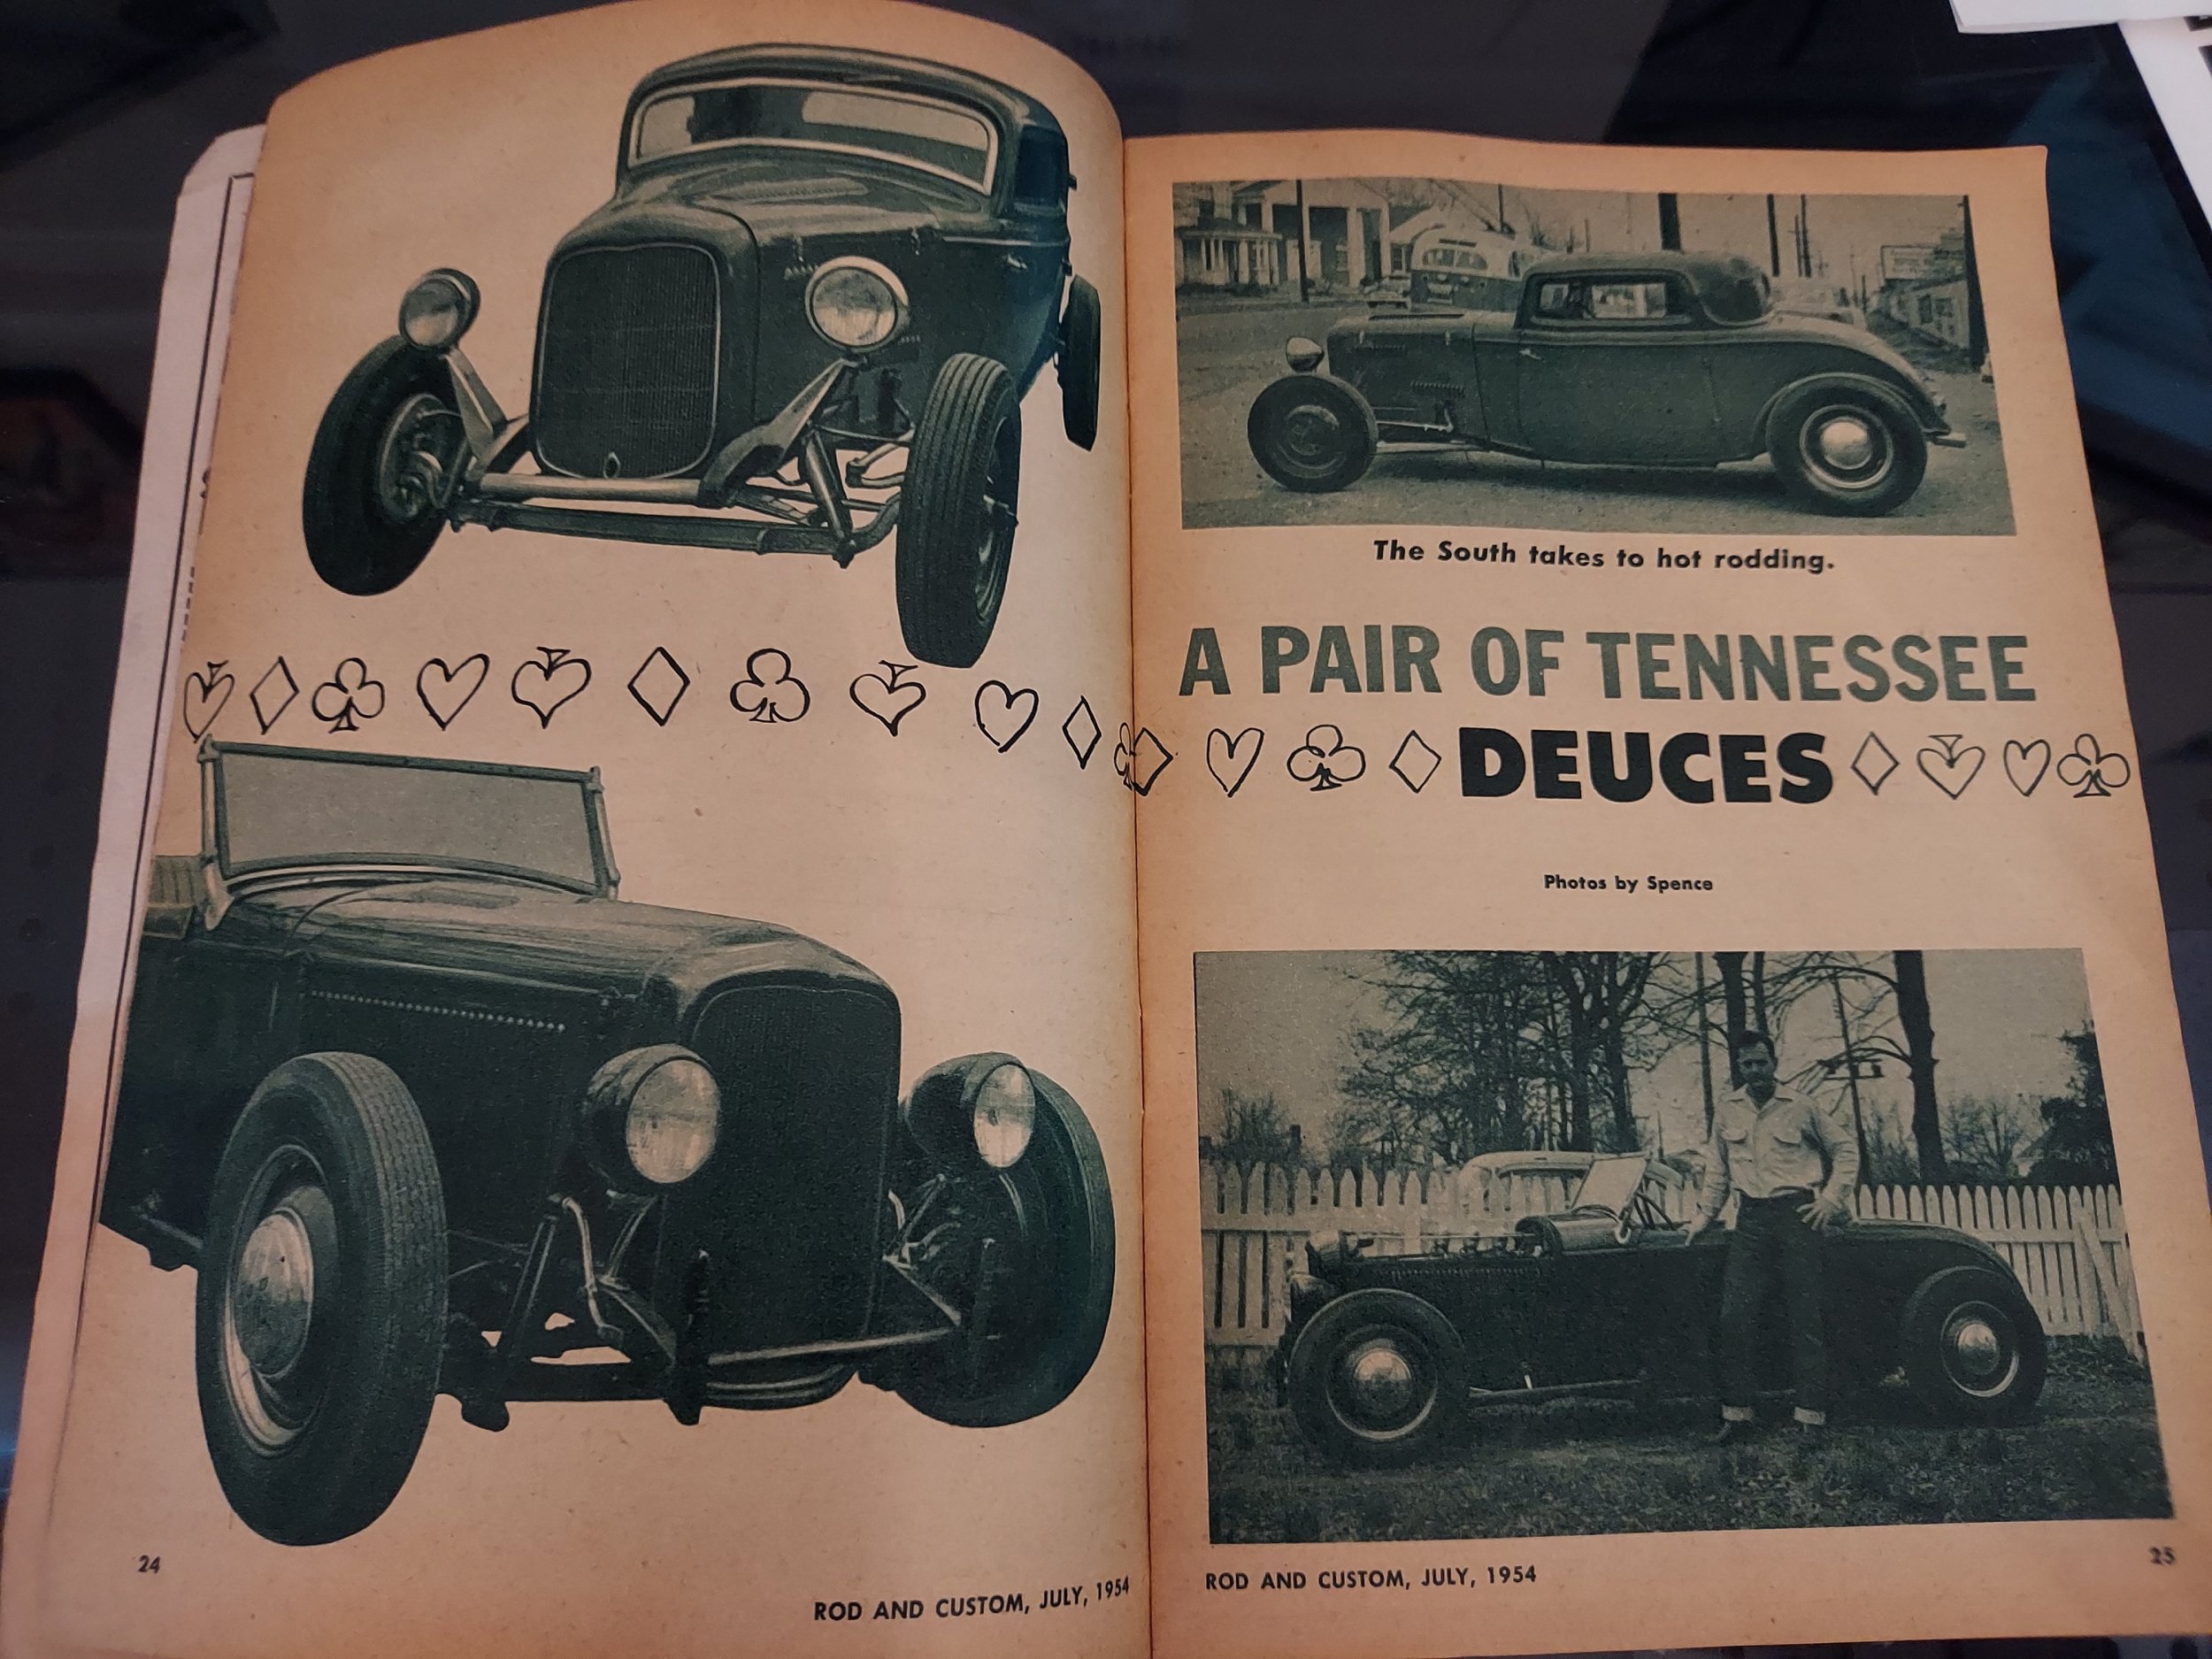 24
ROD AND CUSTOM, JULY, 1954
The South takes to hot rodding.
A PAIR OF TENNESSEE
DEUCES
Photos by Spence
ROD AND CUSTOM, JULY, 1954
25